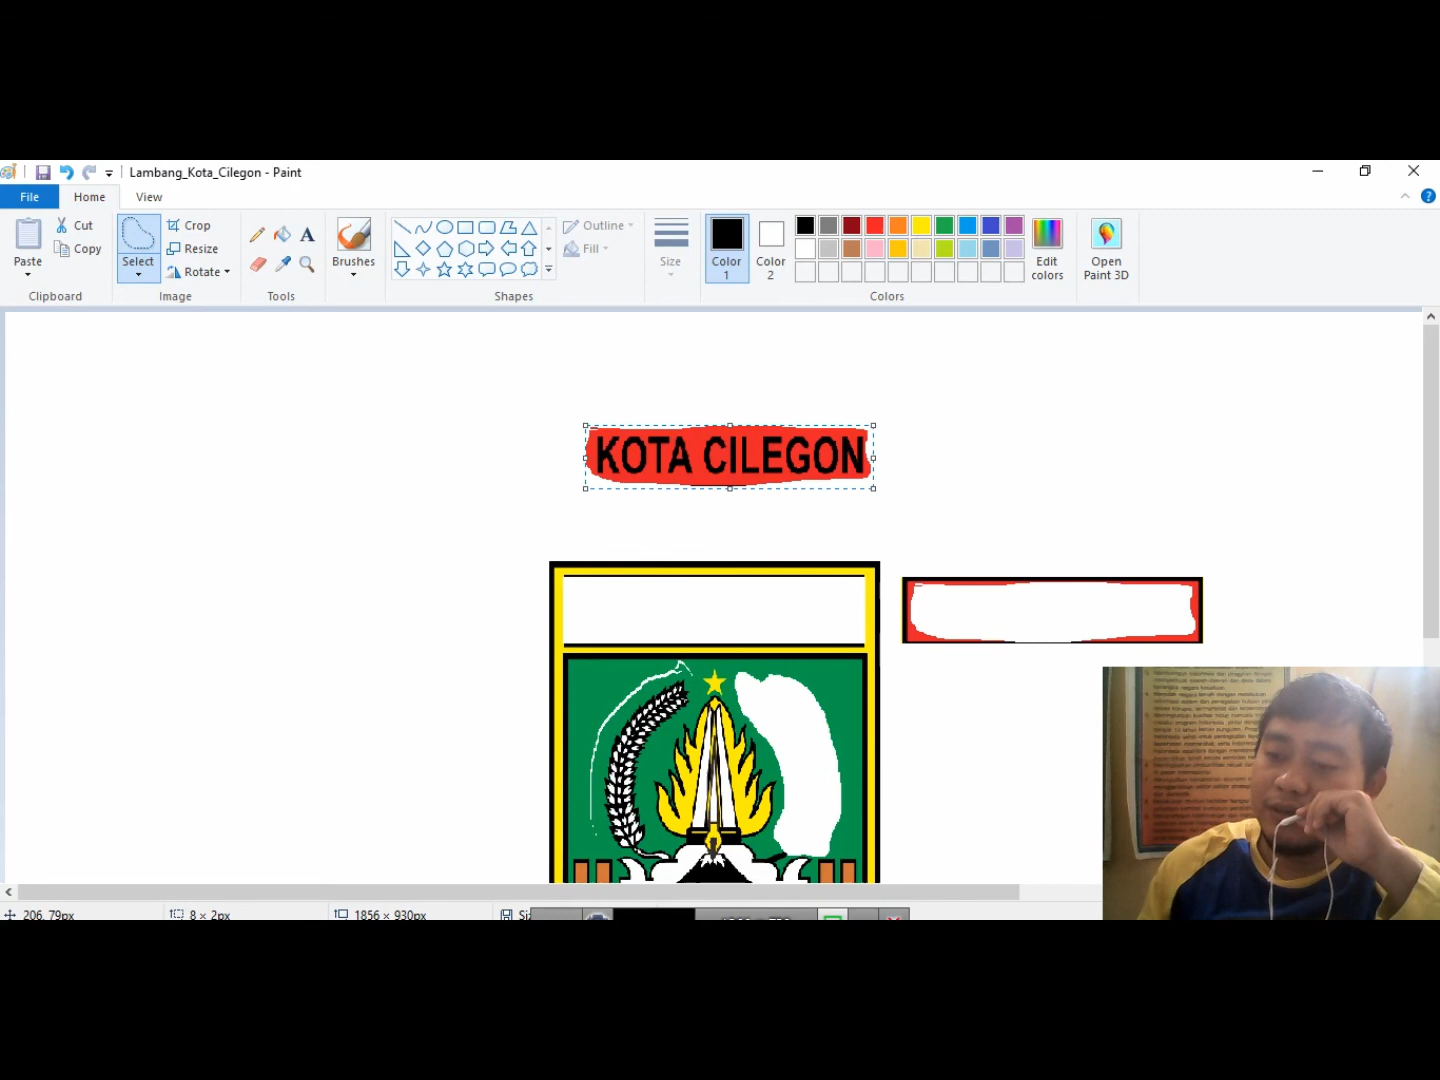 Lambang_Kota_Cilegon - Paint
File Home View
Paste
Cut
Copy
Clipboard
Select
Crop
Resize
Rotate
Image
A
Tools
Brushes
Shapes
Outline
Fill
Size
Color 1
Color 2
Colors
Edit colors
Open Paint 3D
KOTA CILEGON
206, 79px
8 × 2px
1856 × 930px